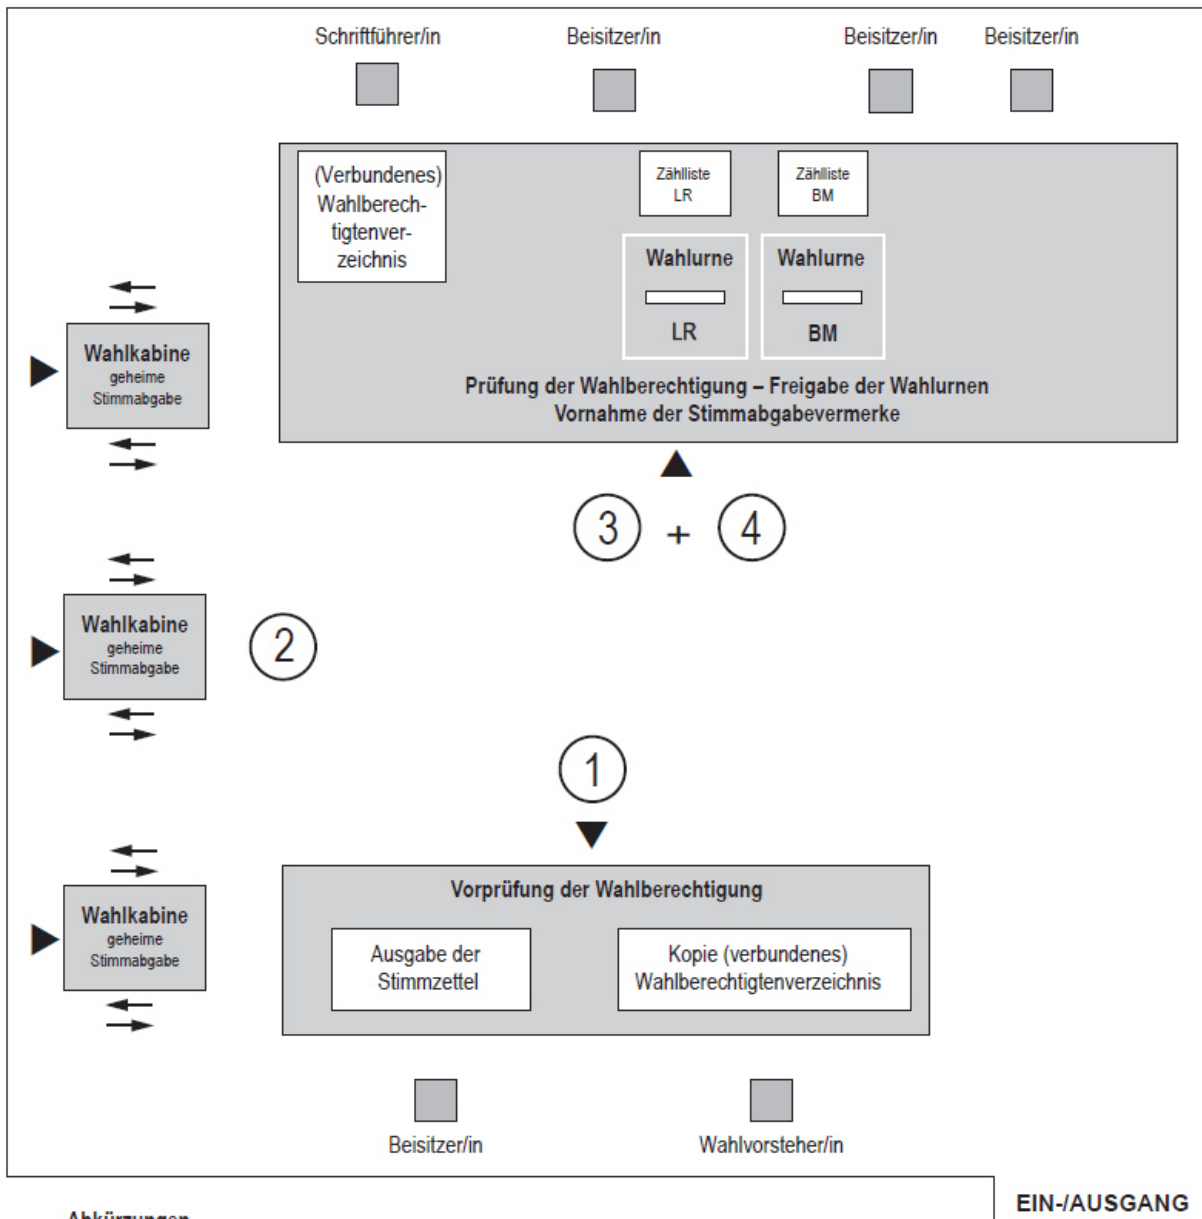 Schriftführer/in
Beisitzer/in
Beisitzer/in
Beisitzer/in
(Verbundenes)
Wahlberech-
tigtenver-
zeichnis
Zählliste
LR
Zählliste
BM
Wahlurne
LR
Wahlurne
BM
Prüfung der Wahlberechtigung – Freigabe der Wahlurnen
Vornahme der Stimmabgabevermerke
Wahlkabine
geheime
Stimmabgabe
3 + 4
Wahlkabine
geheime
Stimmabgabe
2
1
Wahlkabine
geheime
Stimmabgabe
Vorprüfung der Wahlberechtigung
Ausgabe der
Stimmzettel
Kopie (verbundenes)
Wahlberechtigtenverzeichnis
Beisitzer/in
Wahlvorsteher/in
EIN-/AUSGANG
Abkürzungen